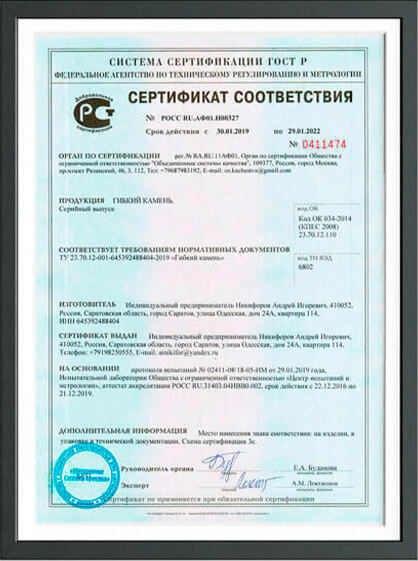 СИСТЕМА СЕРТИФИКАЦИИ ГОСТ Р
ФЕДЕРАЛЬНОЕ АГЕНТСТВО ПО ТЕХНИЧЕСКОМУ РЕГУЛИРОВАНИЮ И МЕТРОЛОГИИ
Добровольная
сертификация
СЕРТИФИКАТ СООТВЕТСТВИЯ
№ РОСС RU.АФ01.Н00327
Срок действия с 30.01.2019 по 29.01.2022
№ 0411474
ОРГАН ПО СЕРТИФИКАЦИИ рег.№ RA.RU.11АФ01, Орган по сертификации Общества с
ограниченной ответственностью "Объединенные системы качества", 109377, Россия, город Москва,
проспект Рязанский, 46, 3, 112, Тел: +79687983192, E-mail: os.kachestva@gmail.com
ПРОДУКЦИЯ ГИБКИЙ КАМЕНЬ.
Серийный выпуск
код ОК
Код ОК 034-2014
(КПЕС 2008)
23.70.12.110
СООТВЕТСТВУЕТ ТРЕБОВАНИЯМ НОРМАТИВНЫХ ДОКУМЕНТОВ
ТУ 23.70.12-001-645392488404-2019 «Гибкий камень»
код ТН ВЭД
6802
ИЗГОТОВИТЕЛЬ Индивидуальный предприниматель Никифоров Андрей Игоревич, 410052,
Россия, Саратовская область, город Саратов, улица Одесская, дом 24А, квартира 114,
ИНН 645392488404
СЕРТИФИКАТ ВЫДАН Индивидуальный предприниматель Никифоров Андрей Игоревич,
410052, Россия, Саратовская область, город Саратов, улица Одесская, дом 24А, квартира 114,
Телефон: +79198250555, E-mail: ainikifor@yandex.ru
НА ОСНОВАНИИ протокола испытаний № 02411-08/18-05-ИМ от 29.01.2019 года,
Испытательной лаборатории Общества с ограниченной ответственностью «Центр испытаний и
метрологии», аттестат аккредитации РОСС RU.31403.04ИВВ0.002, срок действия с 22.12.2016 по
21.12.2019.
ДОПОЛНИТЕЛЬНАЯ ИНФОРМАЦИЯ Место нанесения знака соответствия: на изделии, в
упаковке и технической документации. Схема сертификации 3с.
Руководитель органа Е.А. Буданова
Эксперт А.М. Локтионов
Сертификат не применяется при обязательной сертификации